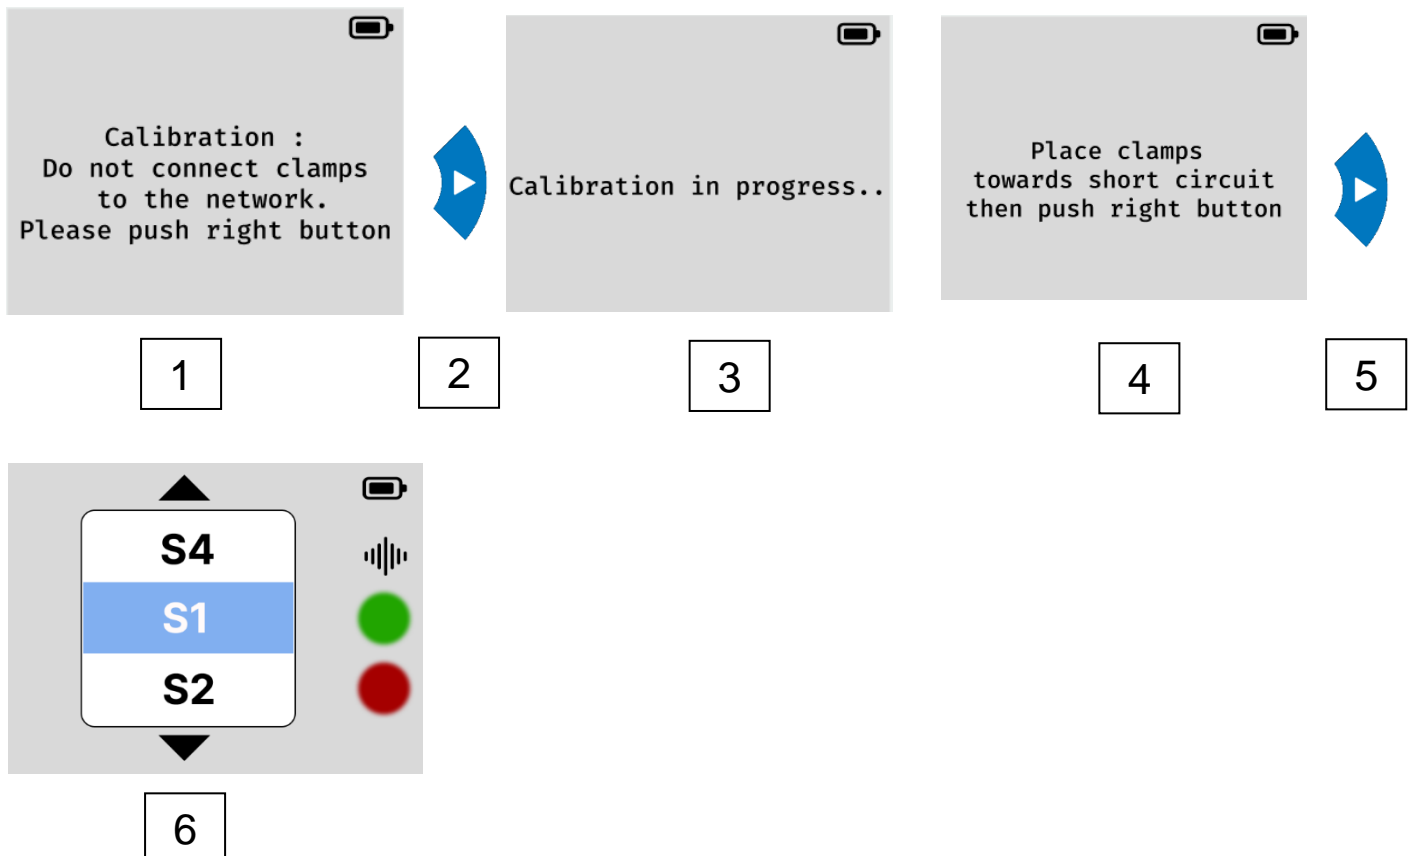 Calibration :
Do not connect clamps
to the network.
Please push right button
Calibration in progress..
Place clamps
towards short circuit
then push right button
1
2
3
4
5
S4
S1
S2
6